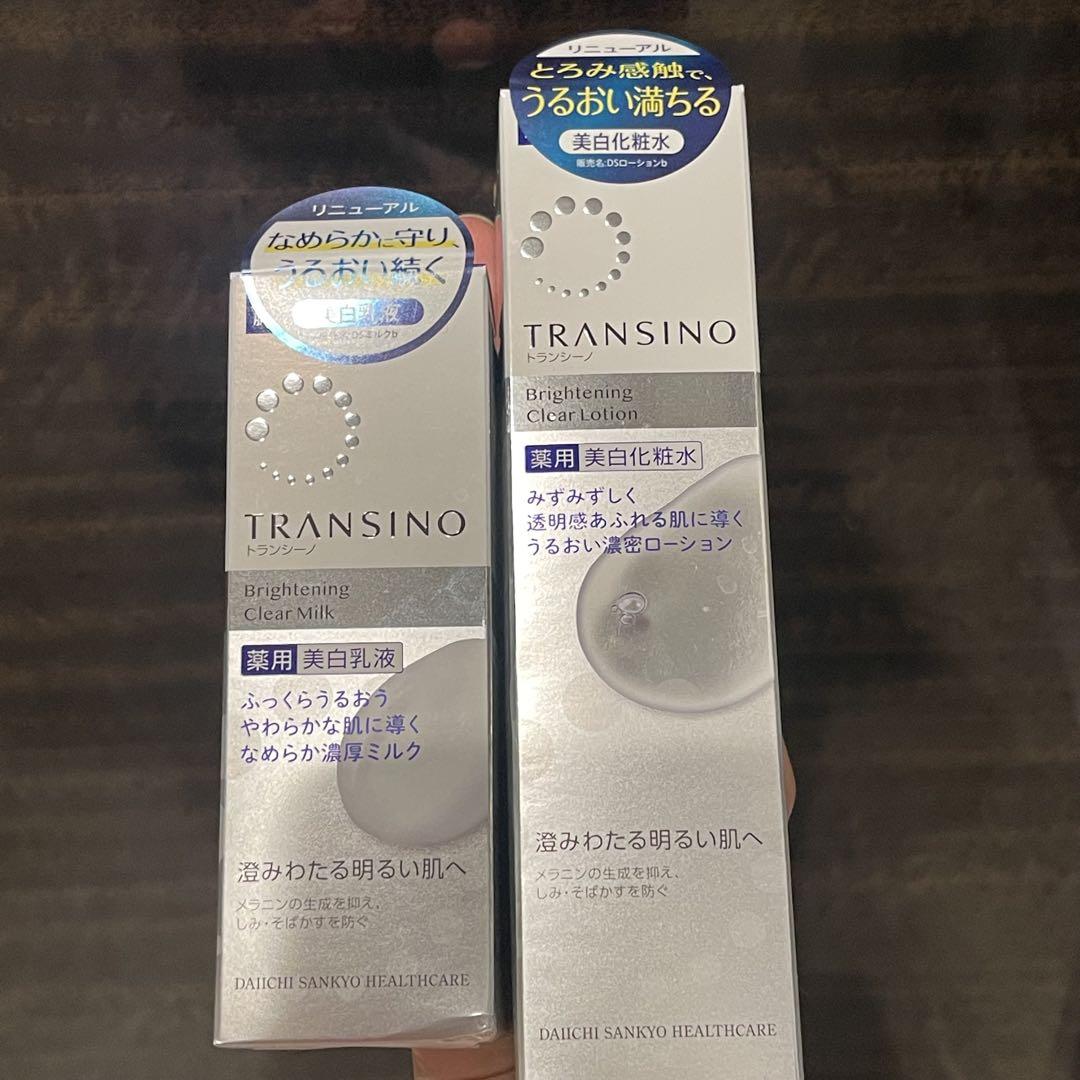 リニューアル
なめらかに守り、
うるおい続く
美白乳液
TRANSINO
トランシーノ
Brightening
Clear Milk
薬用 美白乳液
ふっくらうるおう
やわらかな肌に導く
なめらか濃厚ミルク
澄みわたる明るい肌へ
メラニンの生成を抑え、
しみ・そばかすを防ぐ
DAIICHI SANKYO HEALTHCARE
リニューアル
とろみ感触で、
うるおい満ちる
美白化粧水
販売名:DSローションb
TRANSINO
トランシーノ
Brightening
Clear Lotion
薬用 美白化粧水
みずみずしく
透明感あふれる肌に導く
うるおい濃密ローション
澄みわたる明るい肌へ
メラニンの生成を抑え、
しみ・そばかすを防ぐ
DAIICHI SANKYO HEALTHCARE